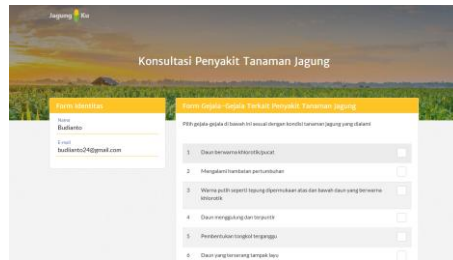 Jagung Ku
Konsultasi Penyakit Tanaman Jagung
Form Identitas
Nama
Budianto
E-mail
budiianto24@gmail.com
Form Gejala-Gejala Terkait Penyakit Tanaman Jagung
Pilih gejala-gejala di bawah ini sesuai dengan kondisi tanaman jagung yang dialami
1 Daun berwarna khlorotik/pucat
2 Mengalami hambatan pertumbuhan
3 Warna putih seperti tepung dipermukaan atas dan bawah daun yang berwarna
klorotik
4 Daun menggulung dan terpuntir
5 Pembentukan tongkol terganggu
6 Daun yang terserang tampak layu